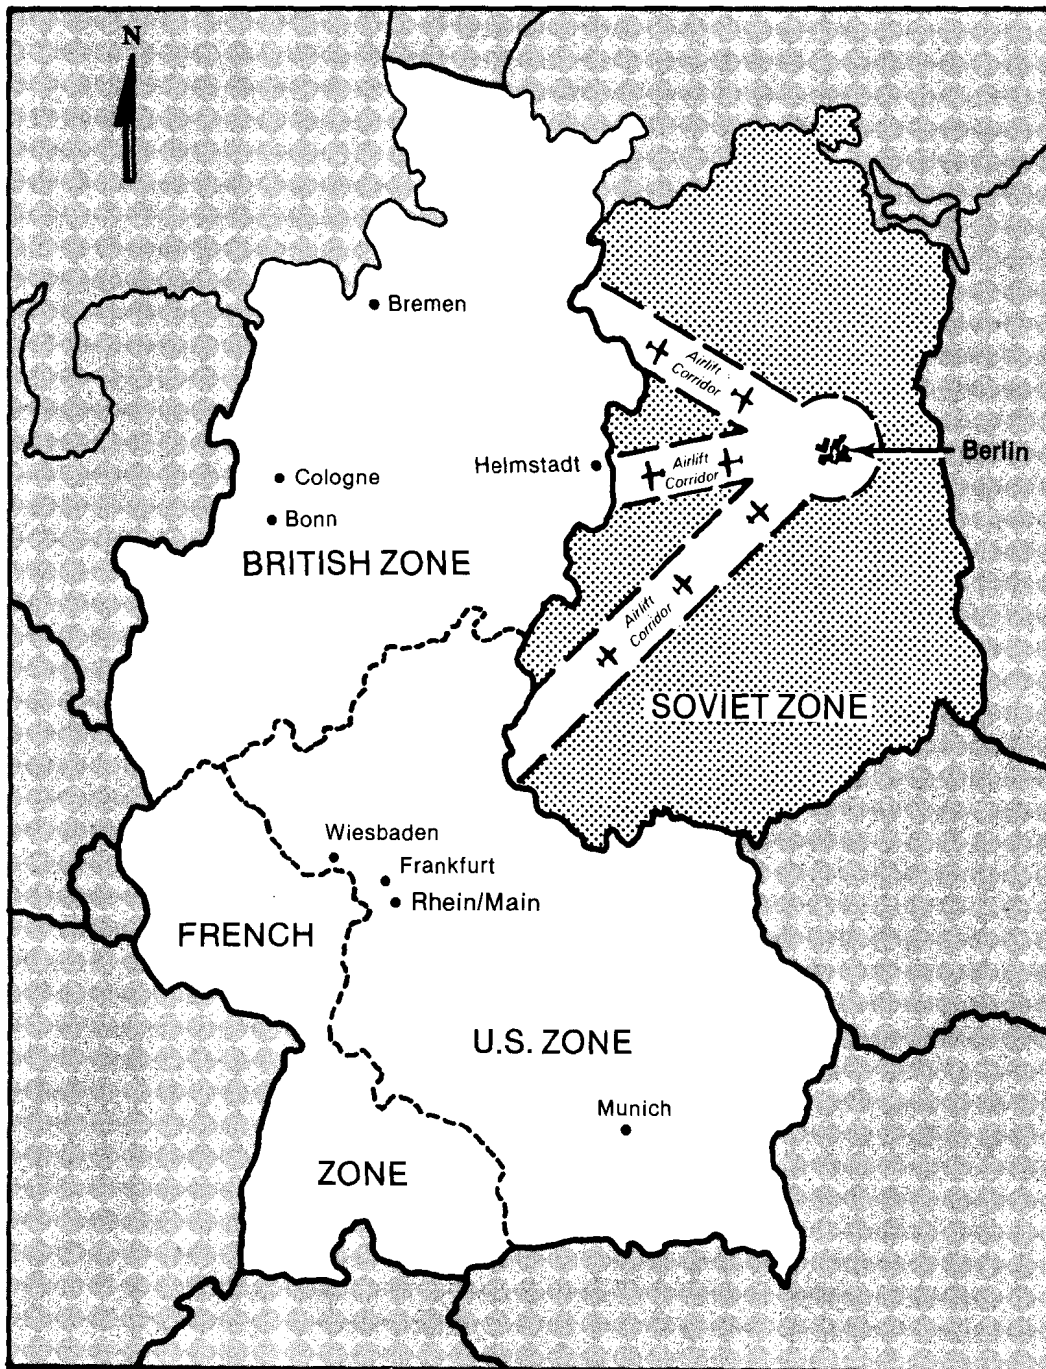 N
Bremen
Airlift
Corridor
Berlin
Helmstadt
Airlift
Corridor
Cologne
Bonn
BRITISH ZONE
Airlift
Corridor
SOVIET ZONE
Wiesbaden
Frankfurt
Rhein/Main
FRENCH
U.S. ZONE
Munich
ZONE